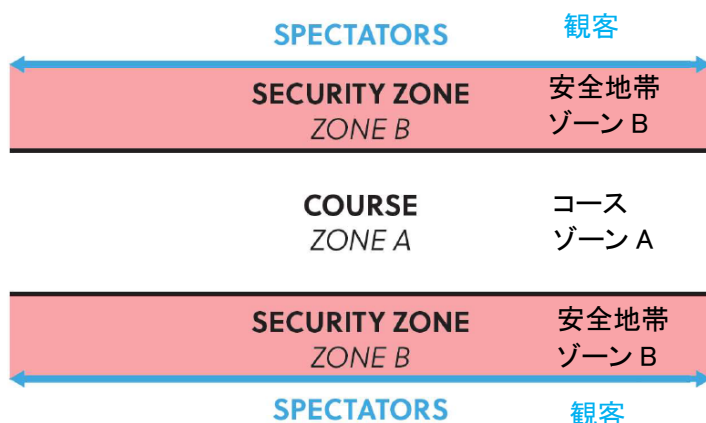 SPECTATORS 観客
SECURITY ZONE 安全地帯
ZONE B ゾーン B
COURSE コース
ZONE A ゾーン A
SECURITY ZONE 安全地帯
ZONE B ゾーン B
SPECTATORS 観客